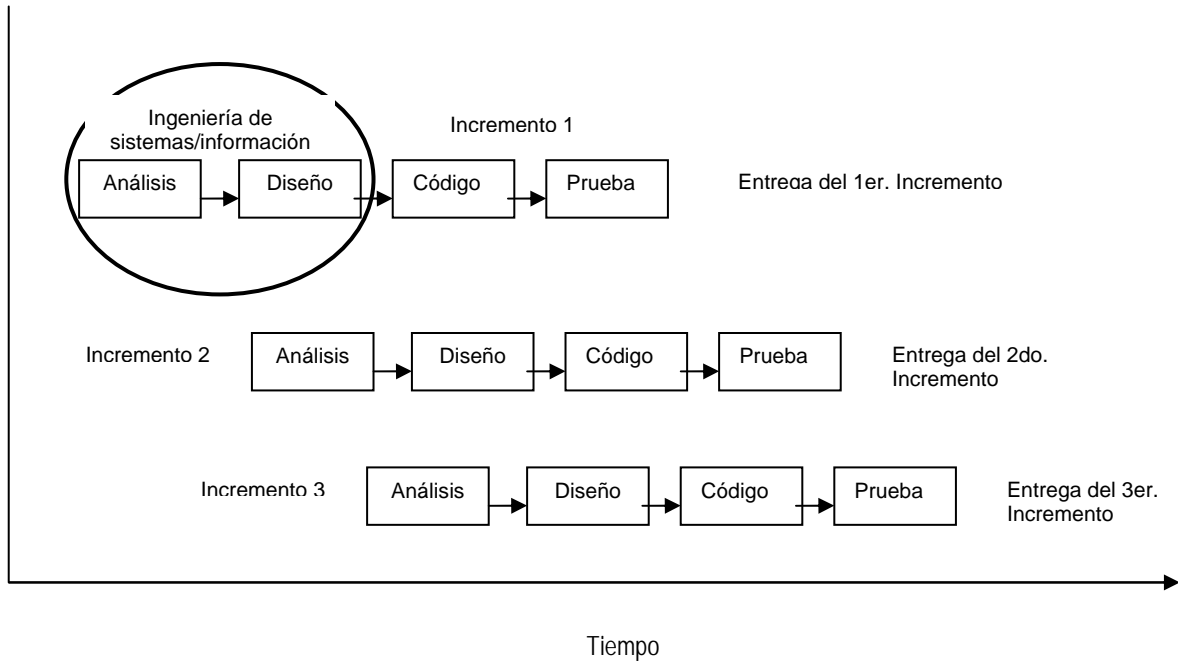 Ingeniería de
sistemas/información
Incremento 1
Análisis
Diseño
Código
Prueba
Entrega del 1er. Incremento
Incremento 2
Análisis
Diseño
Código
Prueba
Entrega del 2do.
Incremento
Incremento 3
Análisis
Diseño
Código
Prueba
Entrega del 3er.
Incremento
Tiempo